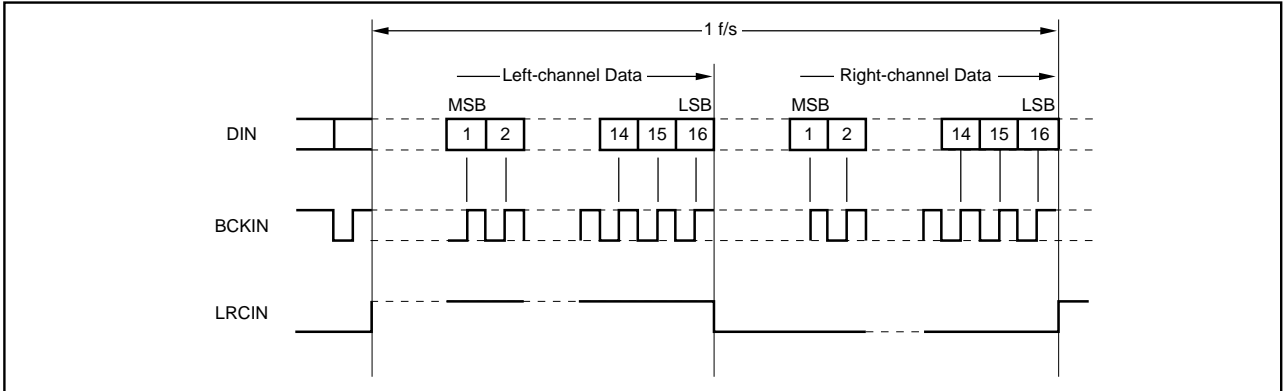 1 f/s
Left-channel Data
Right-channel Data
MSB LSB MSB LSB
DIN 1 2 14 15 16 1 2 14 15 16
BCKIN
LRCIN